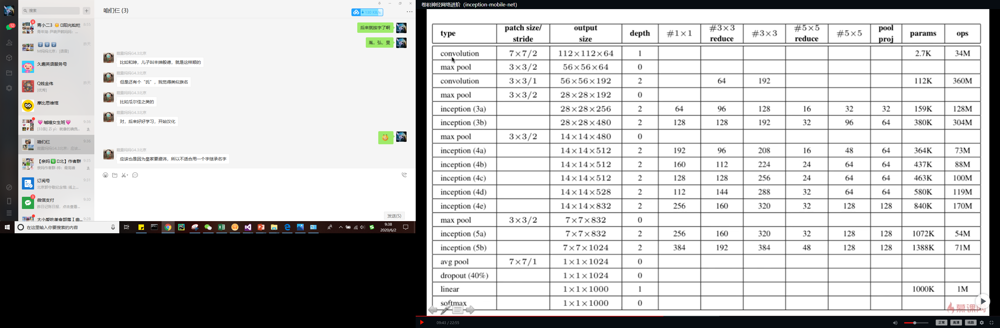 搜索
青小二3 阳光灿烂 8:55
青年湖-尹嘀尹韩妈妈：...
4
12
2 0 2 昨天
M妈妈北京：[语音]
久趣英语服务号
Q钱金伟 昨天
[优秀]
摩比思维馆
嘁喳女生班 9:36
[33条] Zi yi：就像的确良...
咱们仨 9:36
葭露妈妈G4.3北京：应该...
【亲妈 指 北】作者群 9:35
亲妈作者群-帅：最高峰
订阅号 9:31
北京郭守敬纪念馆: 线上...
3
微信支付 9:30
昨日记账日报，点击查看...
大小爱吃美食部落工曲... 9:28
咱们仨 (3)
130 KB/s
后来就按字了啊
胤，弘，旻
葭露妈妈G4.3北京
比如和珅，儿子叫丰绅殷德，就是这样顺的
葭露妈妈G4.3北京
但是还有个“氏”，我觉得类似族名
葭露妈妈G4.3北京
比如瓜尔佳之类的
葭露妈妈G4.3北京
对，后来好好学习，开始汉化
葭露妈妈G4.3北京
应该也是因为皇家要避讳，所以不适合用一个字继承名字
发送(S)
在这里输入你要搜索的内容
9:38
2020/6/2
卷积神经网络进阶（inception-mobile-net）
type patch size/ stride output size depth #1×1 #3×3 reduce #3×3 #5×5 reduce #5×5 pool proj params ops
convolution 7×7/2 112×112×64 1 2.7K 34M
max pool 3×3/2 56×56×64 0
convolution 3×3/1 56×56×192 2 64 192 112K 360M
max pool 3×3/2 28×28×192 0
inception (3a) 28×28×256 2 64 96 128 16 32 32 159K 128M
inception (3b) 28×28×480 2 128 128 192 32 96 64 380K 304M
max pool 3×3/2 14×14×480 0
inception (4a) 14×14×512 2 192 96 208 16 48 64 364K 73M
inception (4b) 14×14×512 2 160 112 224 24 64 64 437K 88M
inception (4c) 14×14×512 2 128 128 256 24 64 64 463K 100M
inception (4d) 14×14×528 2 112 144 288 32 64 64 580K 119M
inception (4e) 14×14×832 2 256 160 320 32 128 128 840K 170M
max pool 3×3/2 7×7×832 0
inception (5a) 7×7×832 2 256 160 320 32 128 128 1072K 54M
inception (5b) 7×7×1024 2 384 192 384 48 128 128 1388K 71M
avg pool 7×7/1 1×1×1024 0
dropout (40%) 1×1×1024 0
linear 1×1×1000 1 1000K 1M
softmax 1×1×1000 0
慕课网
09:43 / 22:55
正常 高清 线路